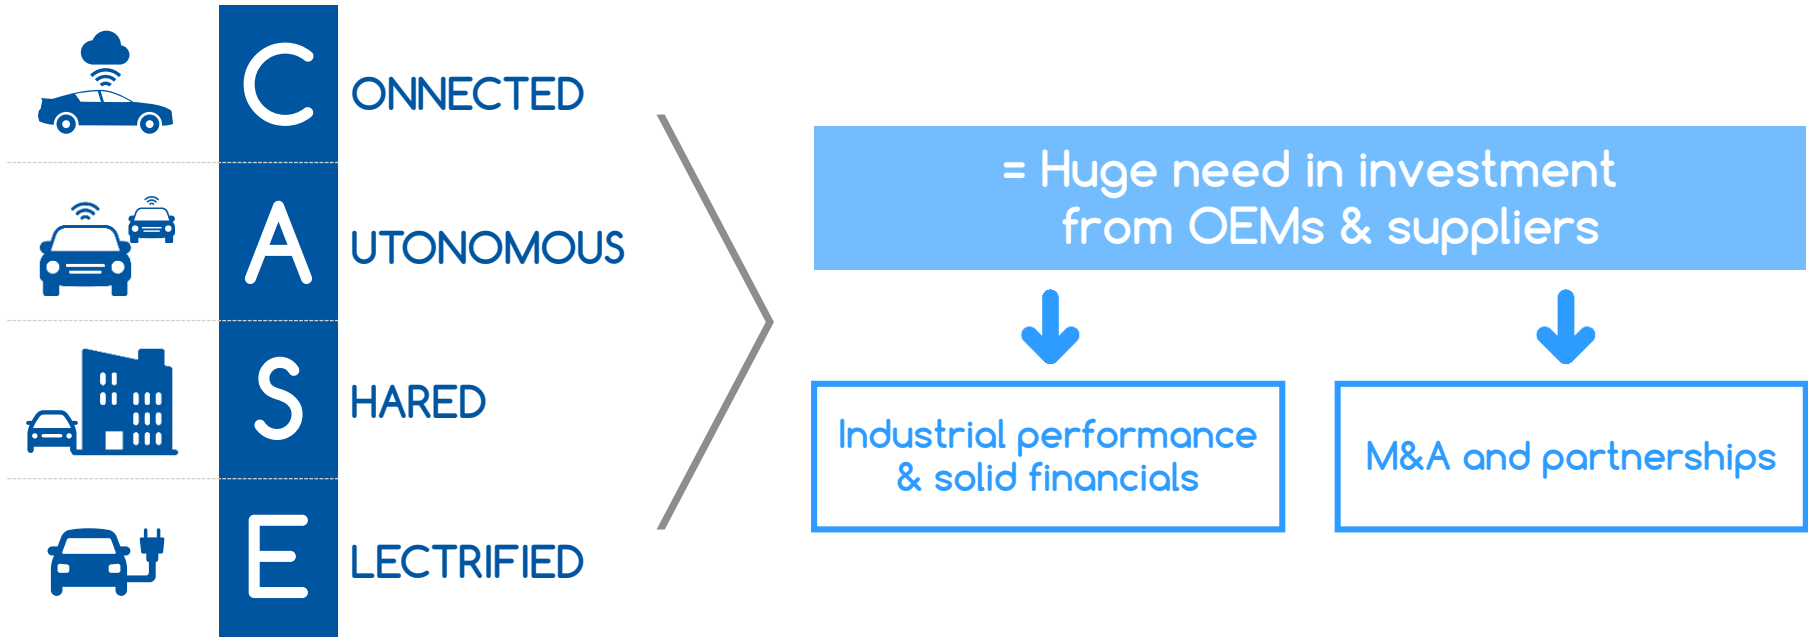 CONNECTED
AUTONOMOUS
SHARED
ELECTRIFIED
= Huge need in investment
from OEMs & suppliers
Industrial performance
& solid financials
M&A and partnerships